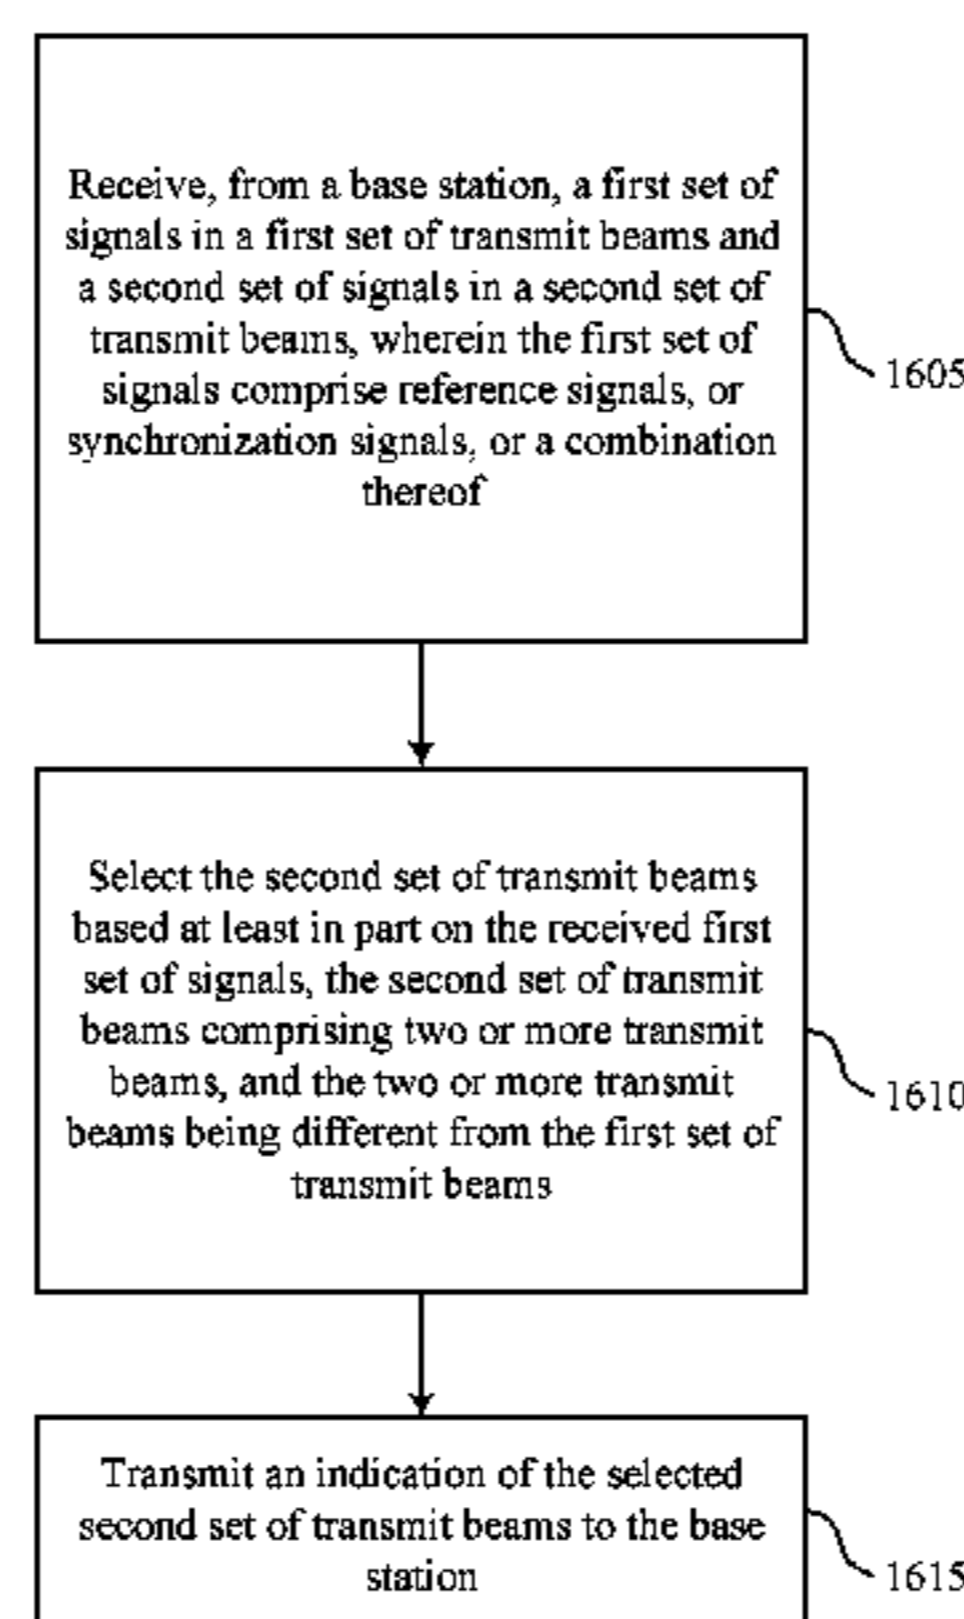 Receive, from a base station, a first set of
signals in a first set of transmit beams and
a second set of signals in a second set of
transmit beams, wherein the first set of
signals comprise reference signals, or
synchronization signals, or a combination
thereof
1605
Select the second set of transmit beams
based at least in part on the received first
set of signals, the second set of transmit
beams comprising two or more transmit
beams, and the two or more transmit
beams being different from the first set of
transmit beams
1610
Transmit an indication of the selected
second set of transmit beams to the base
station
1615